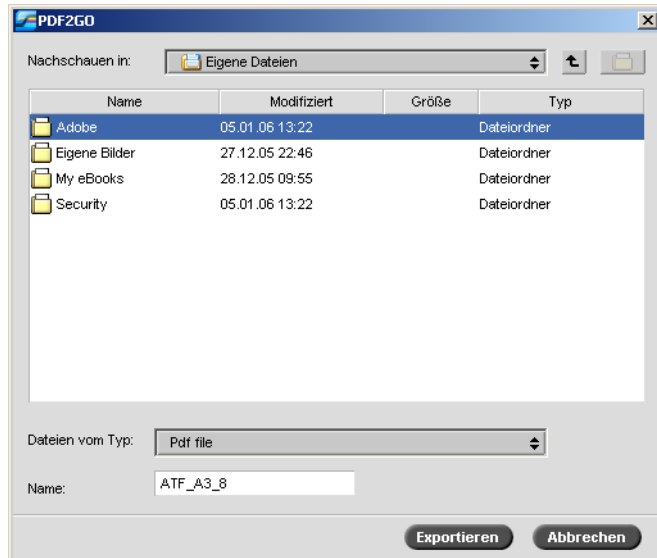 PDF2GO
Nachschauen in: Eigene Dateien
Name Modifiziert Größe Typ
Adobe 05.01.06 13:22 Dateiordner
Eigene Bilder 27.12.05 22:46 Dateiordner
My eBooks 28.12.05 09:55 Dateiordner
Security 05.01.06 13:22 Dateiordner
Dateien vom Typ: Pdf file
Name: ATF_A3_8
Exportieren Abbrechen